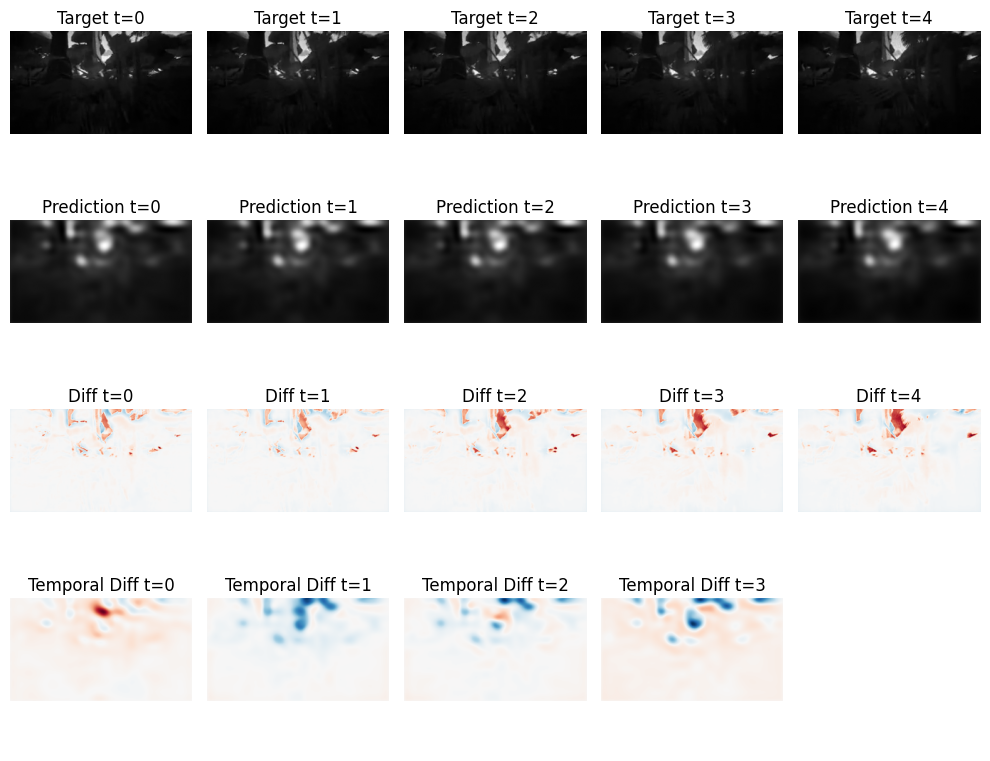 Target t=0 Target t=1 Target t=2 Target t=3 Target t=4
Prediction t=0 Prediction t=1 Prediction t=2 Prediction t=3 Prediction t=4
Diff t=0 Diff t=1 Diff t=2 Diff t=3 Diff t=4
Temporal Diff t=0 Temporal Diff t=1 Temporal Diff t=2 Temporal Diff t=3